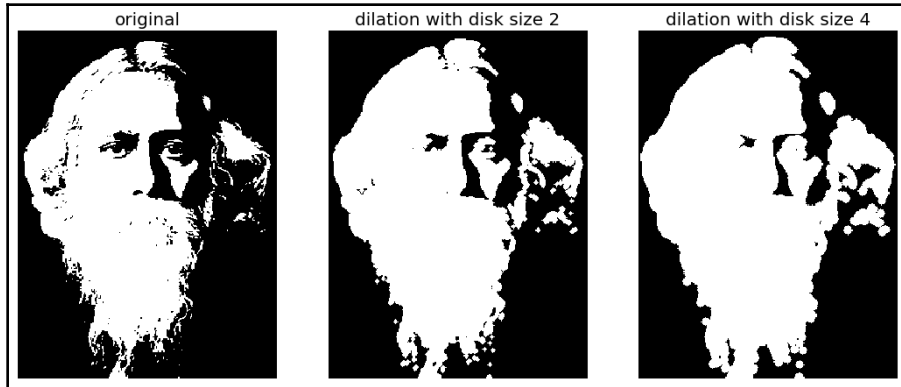 original
dilation with disk size 2
dilation with disk size 4